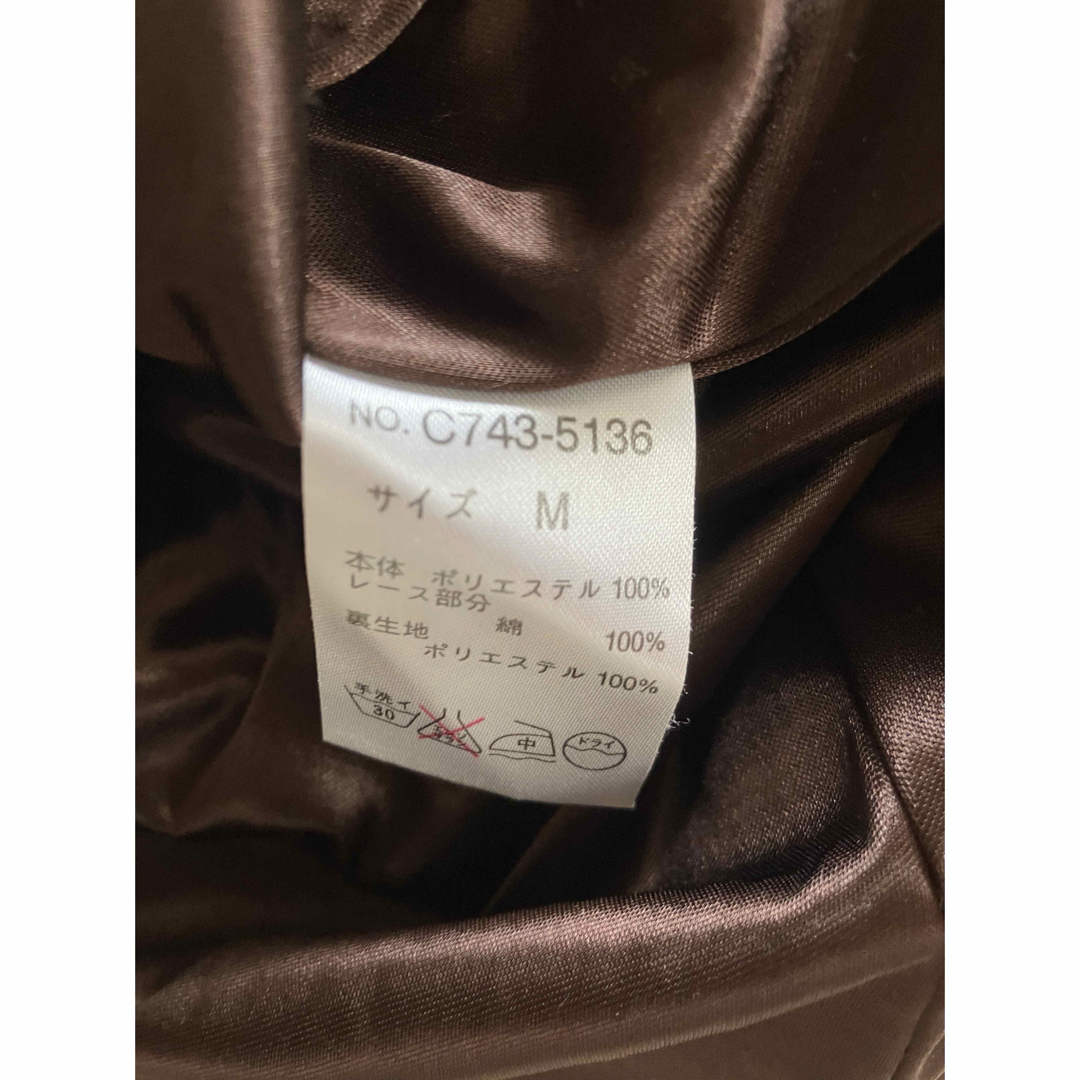 NO. C743-5136
サイズ M
本体 ポリエステル 100%
レース部分
綿 100%
裏生地
ポリエステル 100%
手洗イ
30
中
ドライ